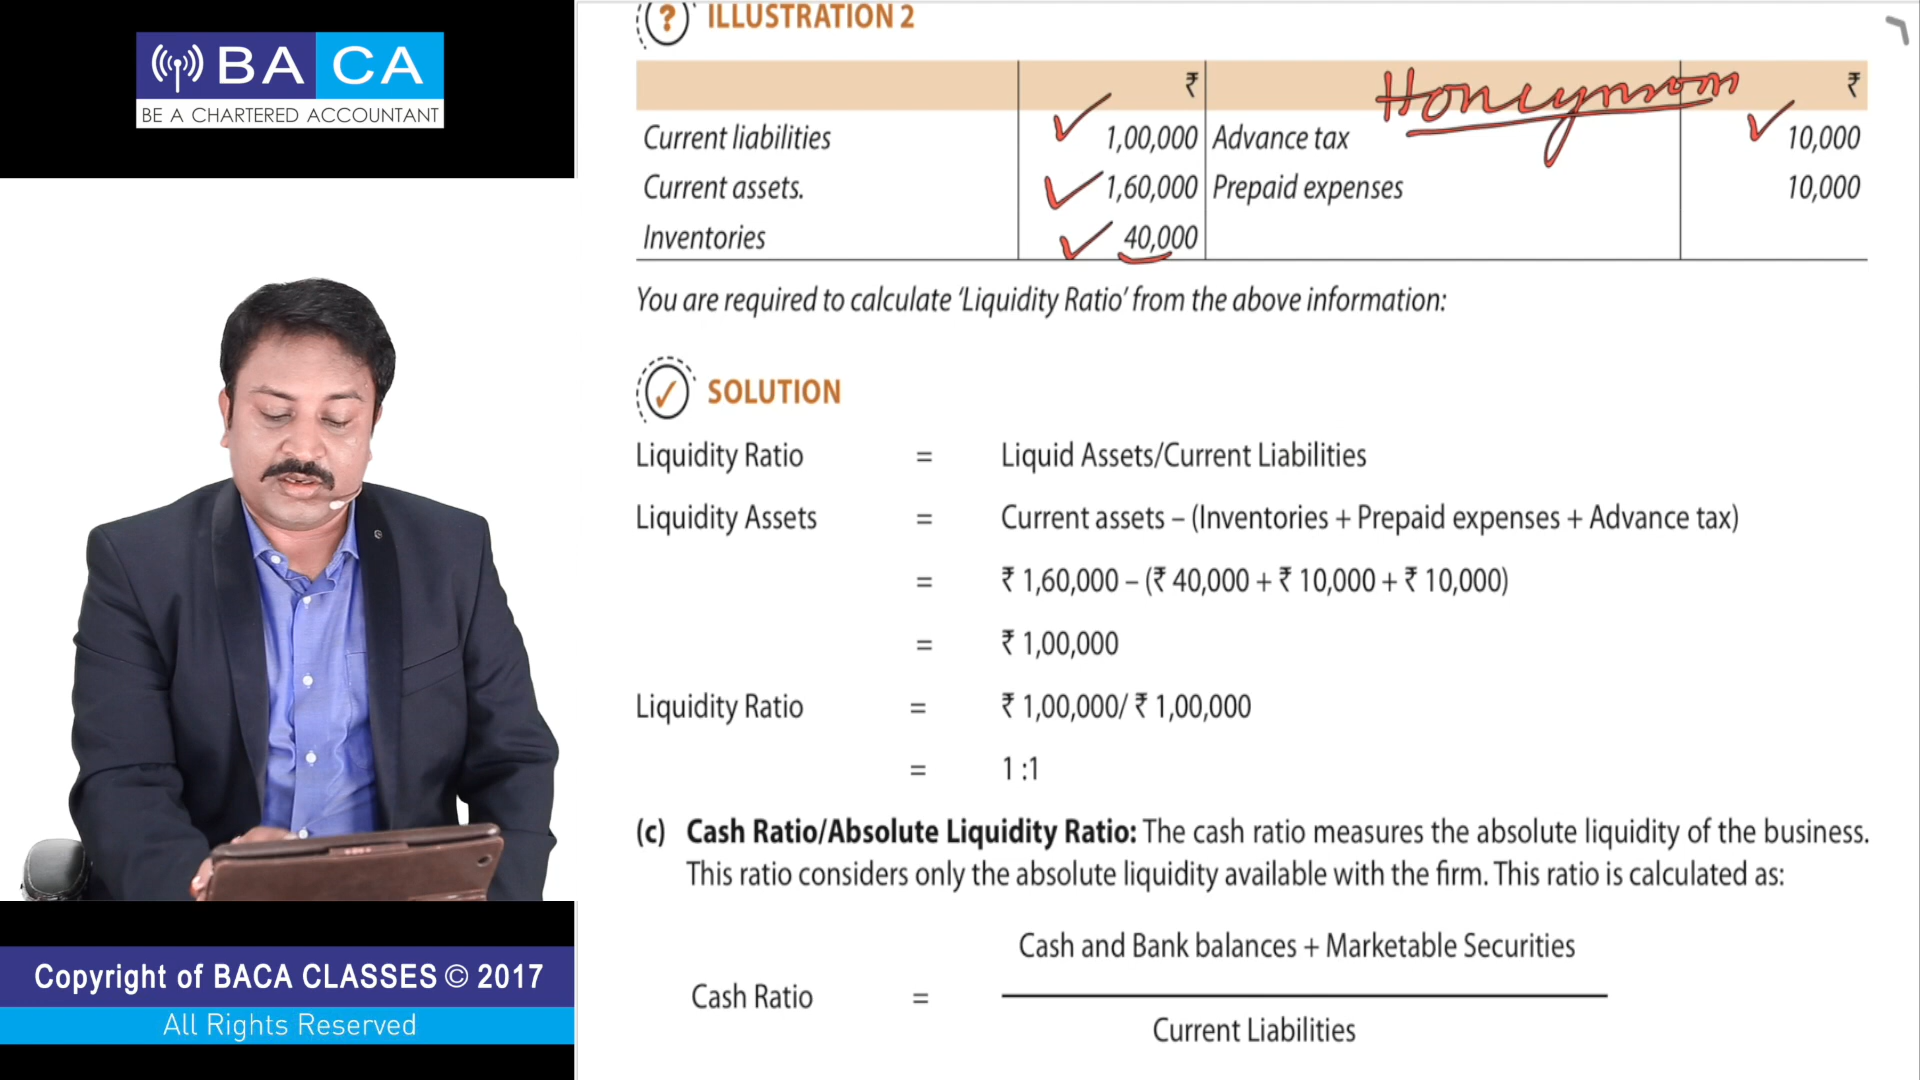 BA CA
BE A CHARTERED ACCOUNTANT
ILLUSTRATION 2
₹ Honeymoon ₹
Current liabilities 1,00,000 Advance tax 10,000
Current assets. 1,60,000 Prepaid expenses 10,000
Inventories 40,000
You are required to calculate ‘Liquidity Ratio’ from the above information:
SOLUTION
Liquidity Ratio = Liquid Assets/Current Liabilities
Liquidity Assets = Current assets – (Inventories + Prepaid expenses + Advance tax)
= ₹ 1,60,000 – (₹ 40,000 + ₹ 10,000 + ₹ 10,000)
= ₹ 1,00,000
Liquidity Ratio = ₹ 1,00,000/ ₹ 1,00,000
= 1 :1
(c) Cash Ratio/Absolute Liquidity Ratio: The cash ratio measures the absolute liquidity of the business.
This ratio considers only the absolute liquidity available with the firm. This ratio is calculated as:
Cash and Bank balances + Marketable Securities
Cash Ratio =
Current Liabilities
Copyright of BACA CLASSES © 2017
All Rights Reserved